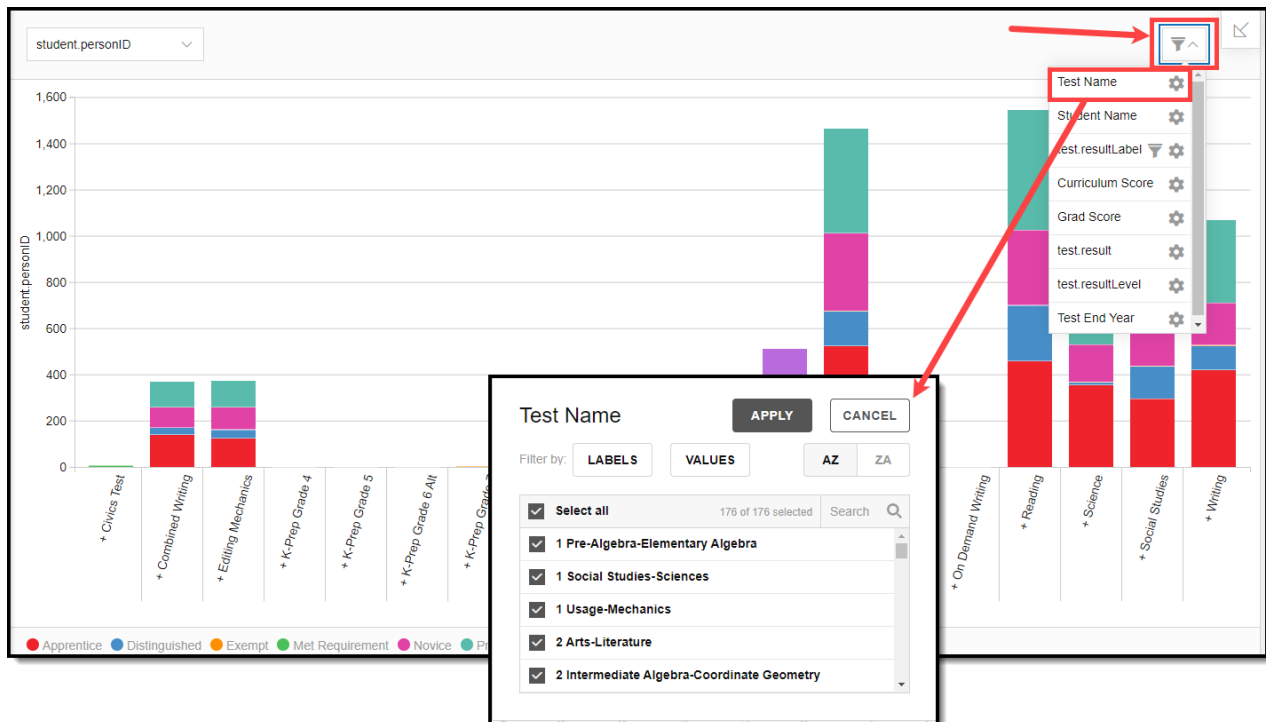 student.personID
Test Name
Student Name
test.resultLabel
Curriculum Score
Grad Score
test.result
test.resultLevel
Test End Year
1,600
1,400
1,200
1,000
800
600
400
200
0
student.personID
+ Civics Test
+ Combined Writing
+ Editing Mechanics
+ K-Prep Grade 4
+ K-Prep Grade 5
+ K-Prep Grade 6 Alt
+ K-Prep Grade
+ On Demand Writing
+ Reading
+ Science
+ Social Studies
+ Writing
Apprentice Distinguished Exempt Met Requirement Novice
Test Name APPLY CANCEL
Filter by: LABELS VALUES AZ ZA
Select all 176 of 176 selected Search
1 Pre-Algebra-Elementary Algebra
1 Social Studies-Sciences
1 Usage-Mechanics
2 Arts-Literature
2 Intermediate Algebra-Coordinate Geometry